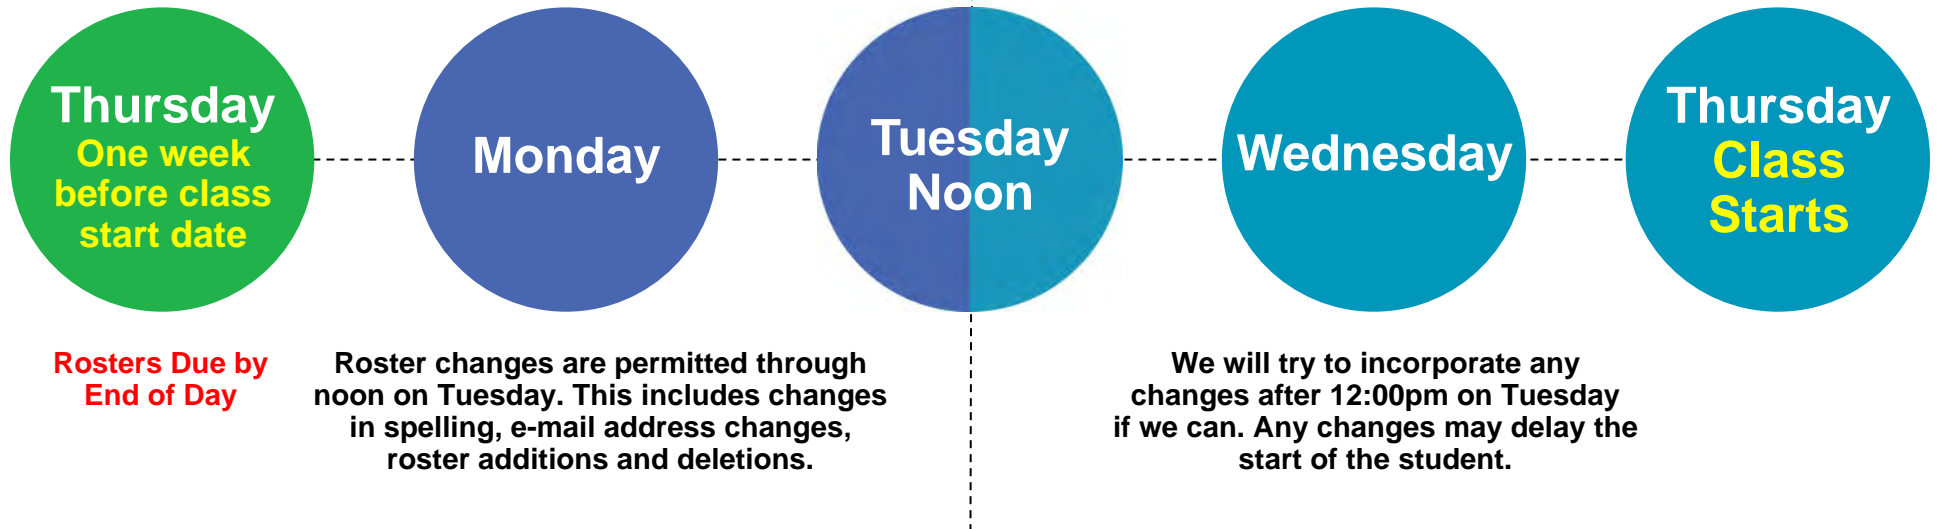 Thursday
One week
before class
start date
Monday
Tuesday
Noon
Wednesday
Thursday
Class
Starts
Rosters Due by
End of Day
Roster changes are permitted through
noon on Tuesday. This includes changes
in spelling, e-mail address changes,
roster additions and deletions.
We will try to incorporate any
changes after 12:00pm on Tuesday
if we can. Any changes may delay the
start of the student.